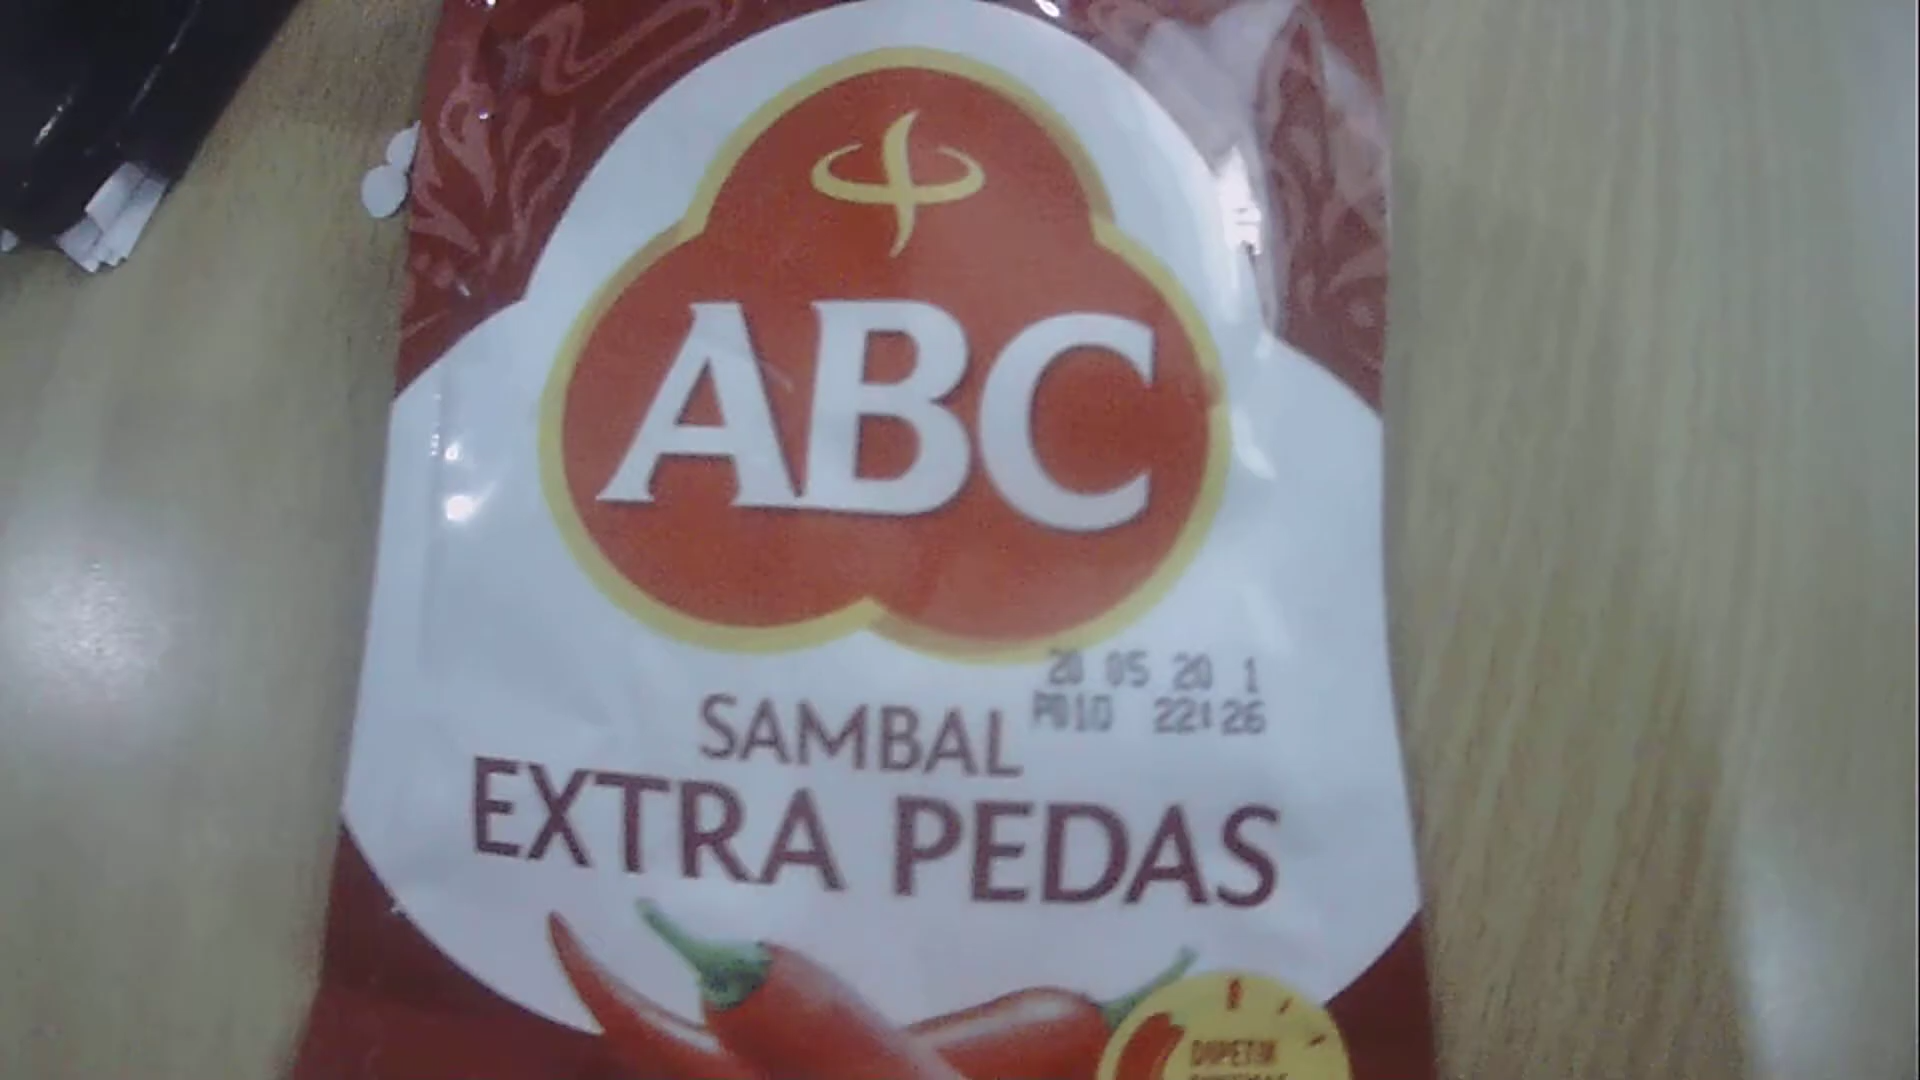 ABC
20 05 20 1
P010 22:26
SAMBAL
EXTRA PEDAS
DIPETIK